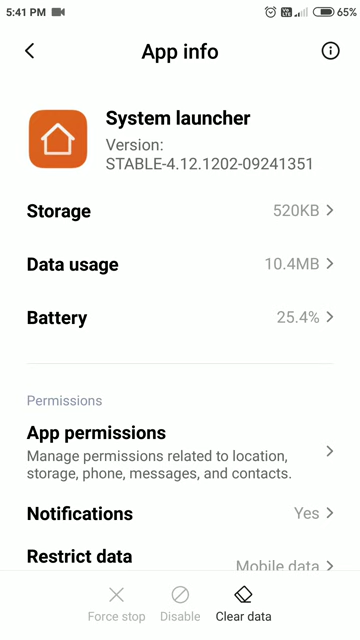 5:41 PM
65%
App info
System launcher
Version:
STABLE-4.12.1202-09241351
Storage 520KB
Data usage 10.4MB
Battery 25.4%
Permissions
App permissions
Manage permissions related to location,
storage, phone, messages, and contacts.
Notifications Yes
Restrict data Mobile data
Force stop Disable Clear data